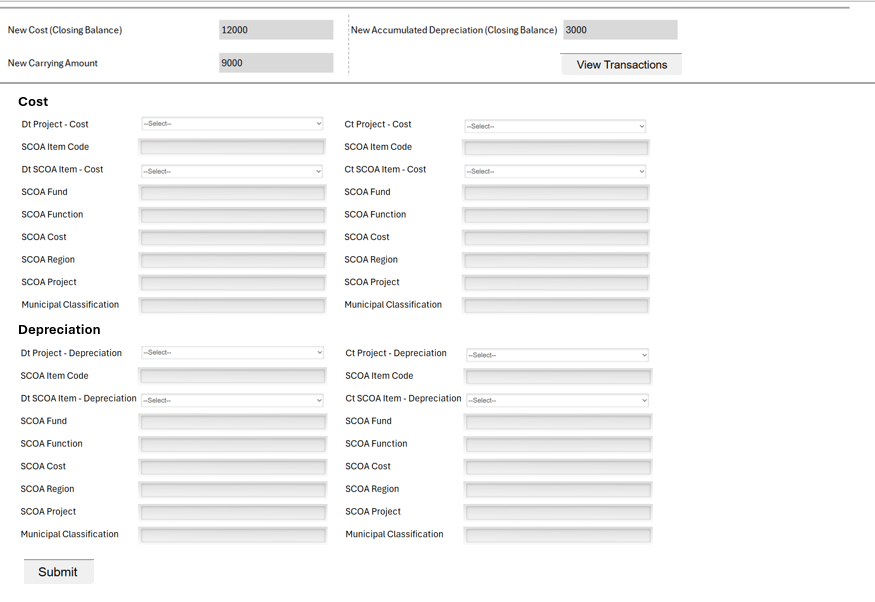 New Cost (Closing Balance) 12000 New Accumulated Depreciation (Closing Balance) 3000
New Carrying Amount 9000 View Transactions
Cost
Dt Project - Cost --Select-- Ct Project - Cost --Select--
SCOA Item Code SCOA Item Code
Dt SCOA Item - Cost --Select-- Ct SCOA Item - Cost --Select--
SCOA Fund SCOA Fund
SCOA Function SCOA Function
SCOA Cost SCOA Cost
SCOA Region SCOA Region
SCOA Project SCOA Project
Municipal Classification Municipal Classification
Depreciation
Dt Project - Depreciation --Select-- Ct Project - Depreciation --Select--
SCOA Item Code SCOA Item Code
Dt SCOA Item - Depreciation --Select-- Ct SCOA Item - Depreciation --Select--
SCOA Fund SCOA Fund
SCOA Function SCOA Function
SCOA Cost SCOA Cost
SCOA Region SCOA Region
SCOA Project SCOA Project
Municipal Classification Municipal Classification
Submit